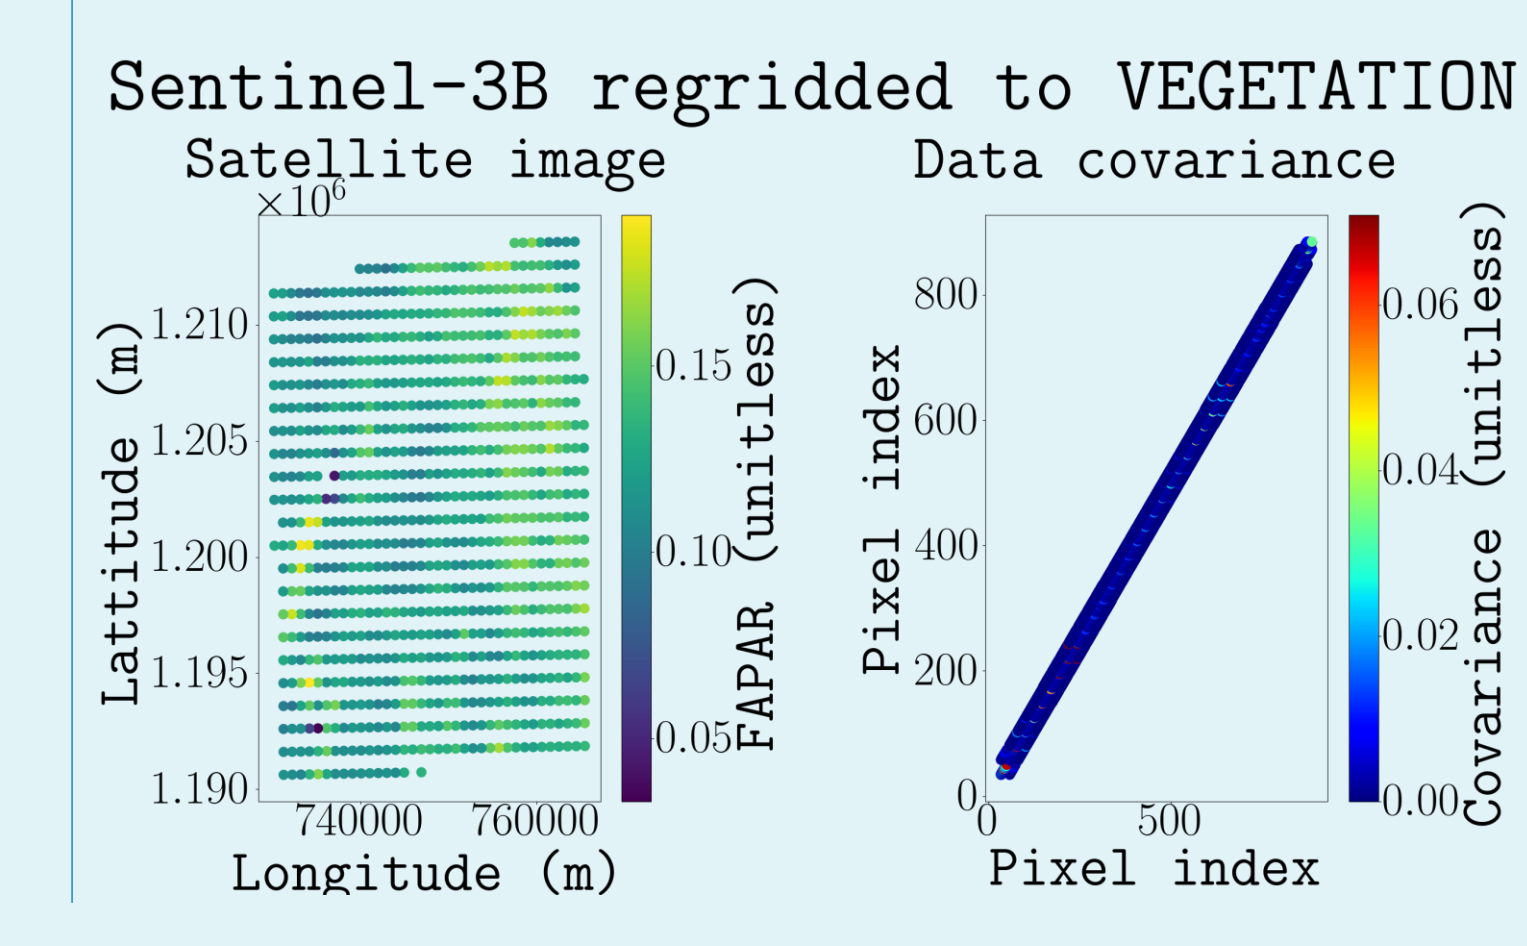 Sentinel-3B regridded to VEGETATION
Satellite image
×10⁶
1.210
1.205
1.200
1.195
1.190
Lattitude (m)
740000 760000
Longitude (m)
0.15
0.10
0.05
FAPAR (unitless)
Data covariance
800
600
400
200
0
Pixel index
0 500
Pixel index
0.06
0.04
0.02
0.00
Covariance (unitless)